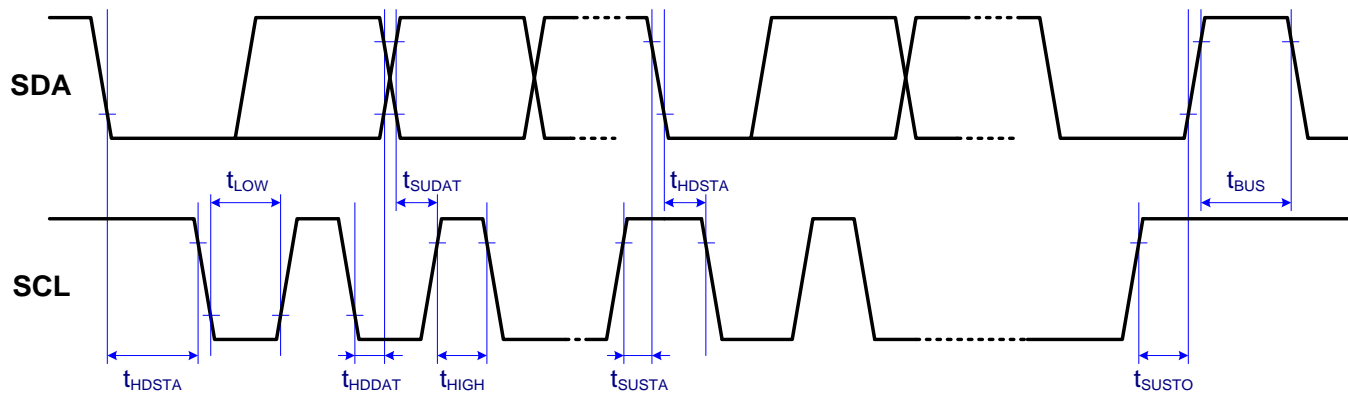 SDA
tLOW
tSUDAT
tHDSTA
tBUS
SCL
tHDSTA
tHDDAT
tHIGH
tSUSTA
tSUSTO